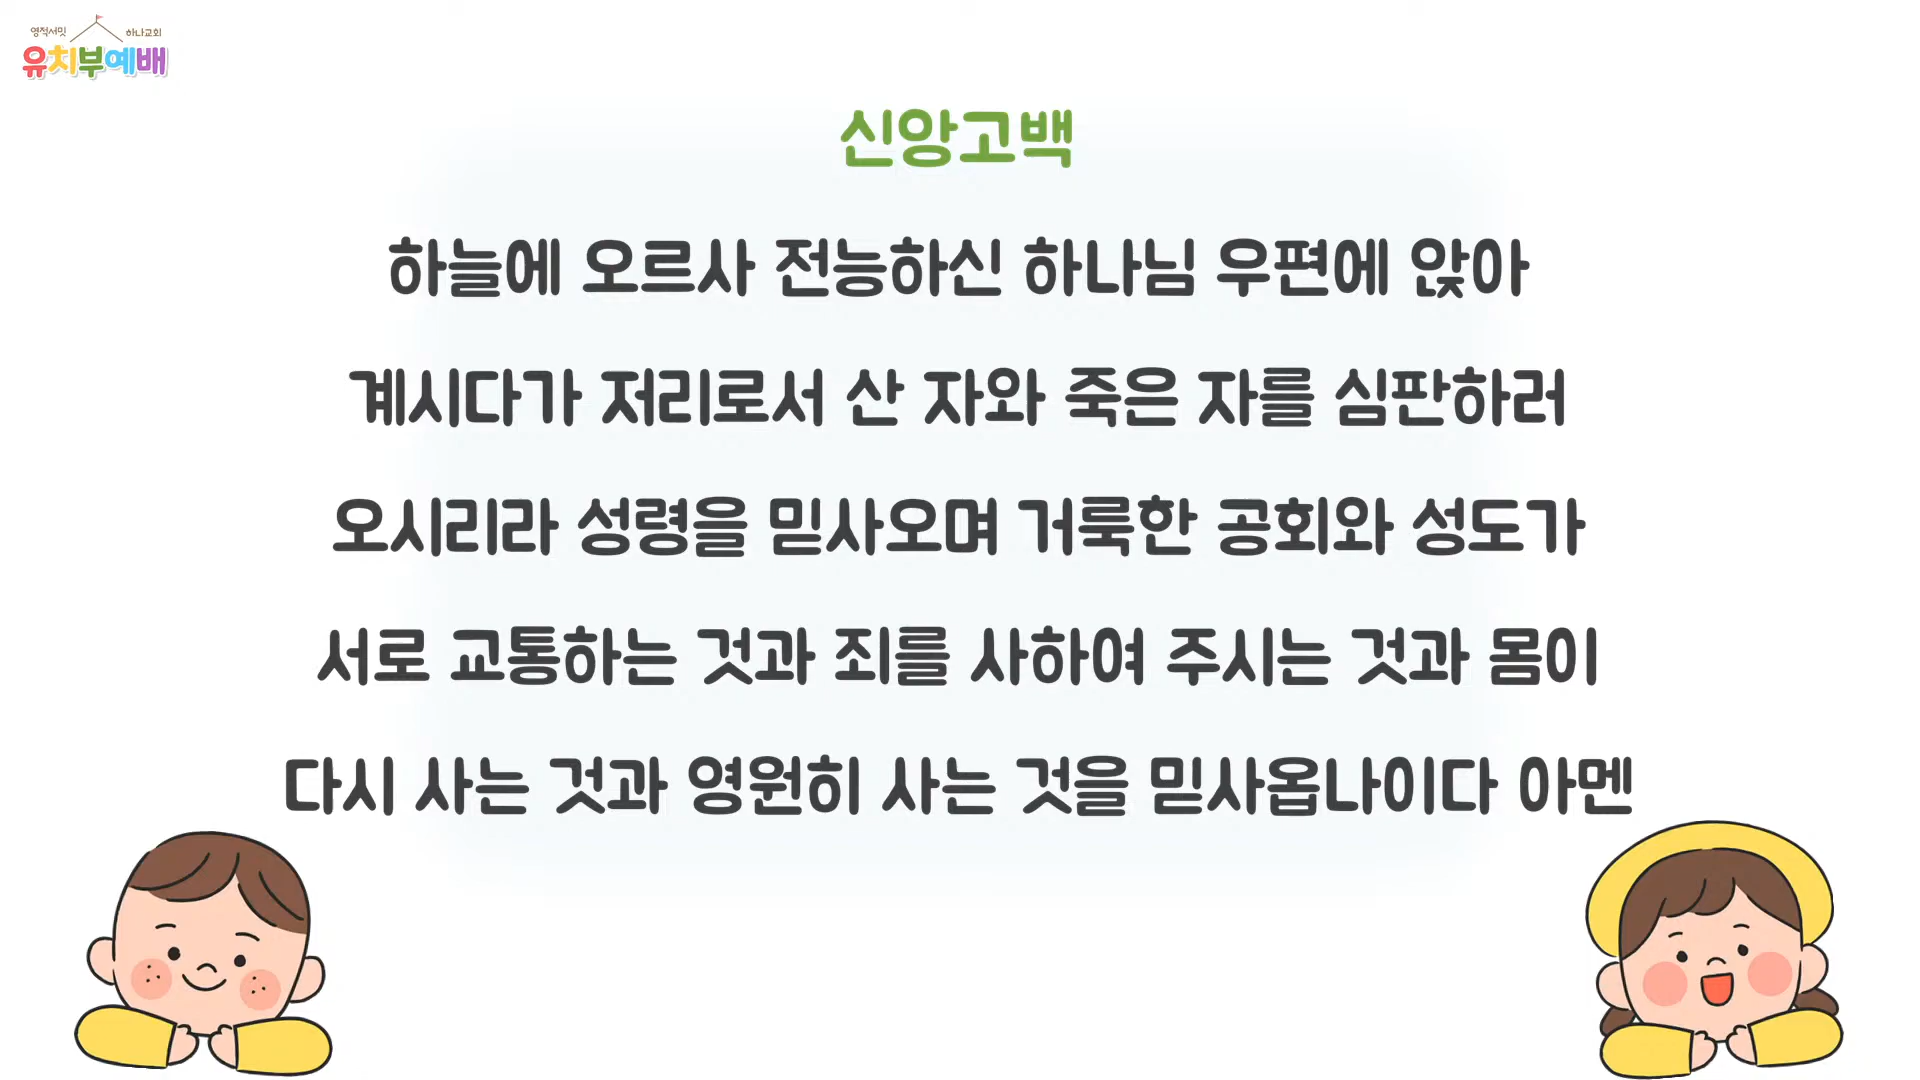 영적서밋 하나교회
유치부예배
신앙고백
하늘에 오르사 전능하신 하나님 우편에 앉아
계시다가 저리로서 산 자와 죽은 자를 심판하러
오시리라 성령을 믿사오며 거룩한 공회와 성도가
서로 교통하는 것과 죄를 사하여 주시는 것과 몸이
다시 사는 것과 영원히 사는 것을 믿사옵나이다 아멘